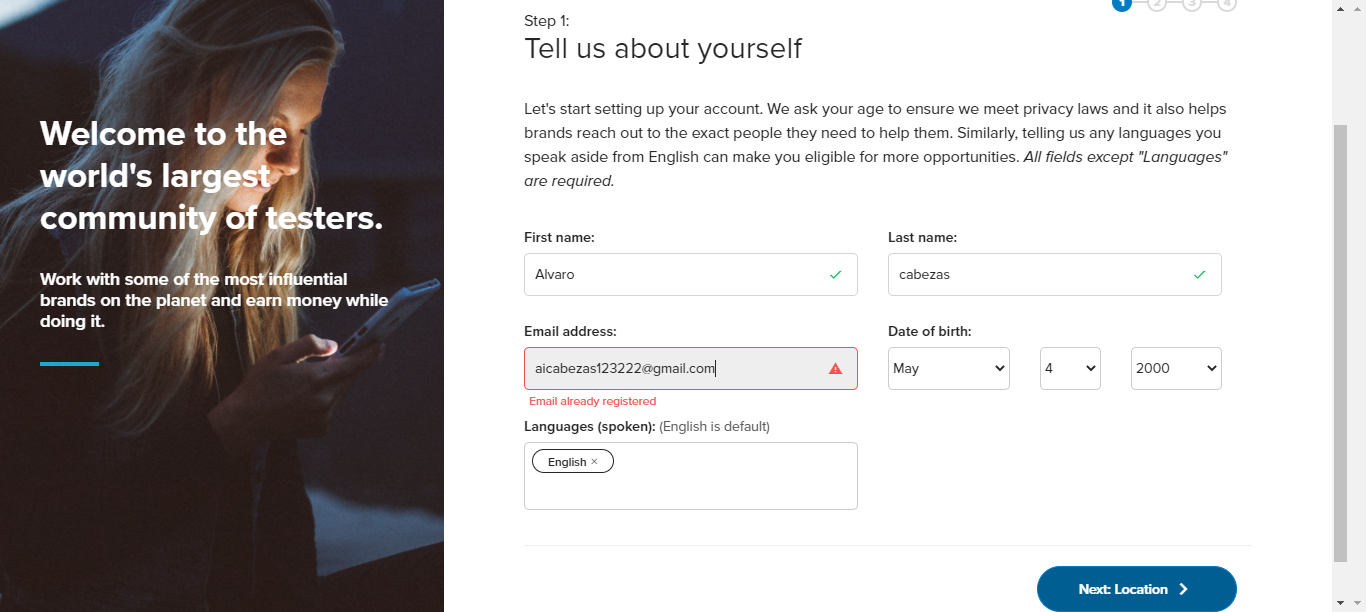 1 2 3 4
Step 1:
Tell us about yourself
Welcome to the
world's largest
community of testers.
Work with some of the most influential
brands on the planet and earn money while
doing it.
Let's start setting up your account. We ask your age to ensure we meet privacy laws and it also helps
brands reach out to the exact people they need to help them. Similarly, telling us any languages you
speak aside from English can make you eligible for more opportunities. All fields except "Languages"
are required.
First name:
Last name:
Alvaro
cabezas
Email address:
Date of birth:
aicabezas123222@gmail.com
May
4
2000
Email already registered
Languages (spoken): (English is default)
English ×
Next: Location